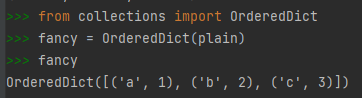 >>> from collections import OrderedDict
>>> fancy = OrderedDict(plain)
>>> fancy
OrderedDict([('a', 1), ('b', 2), ('c', 3)])